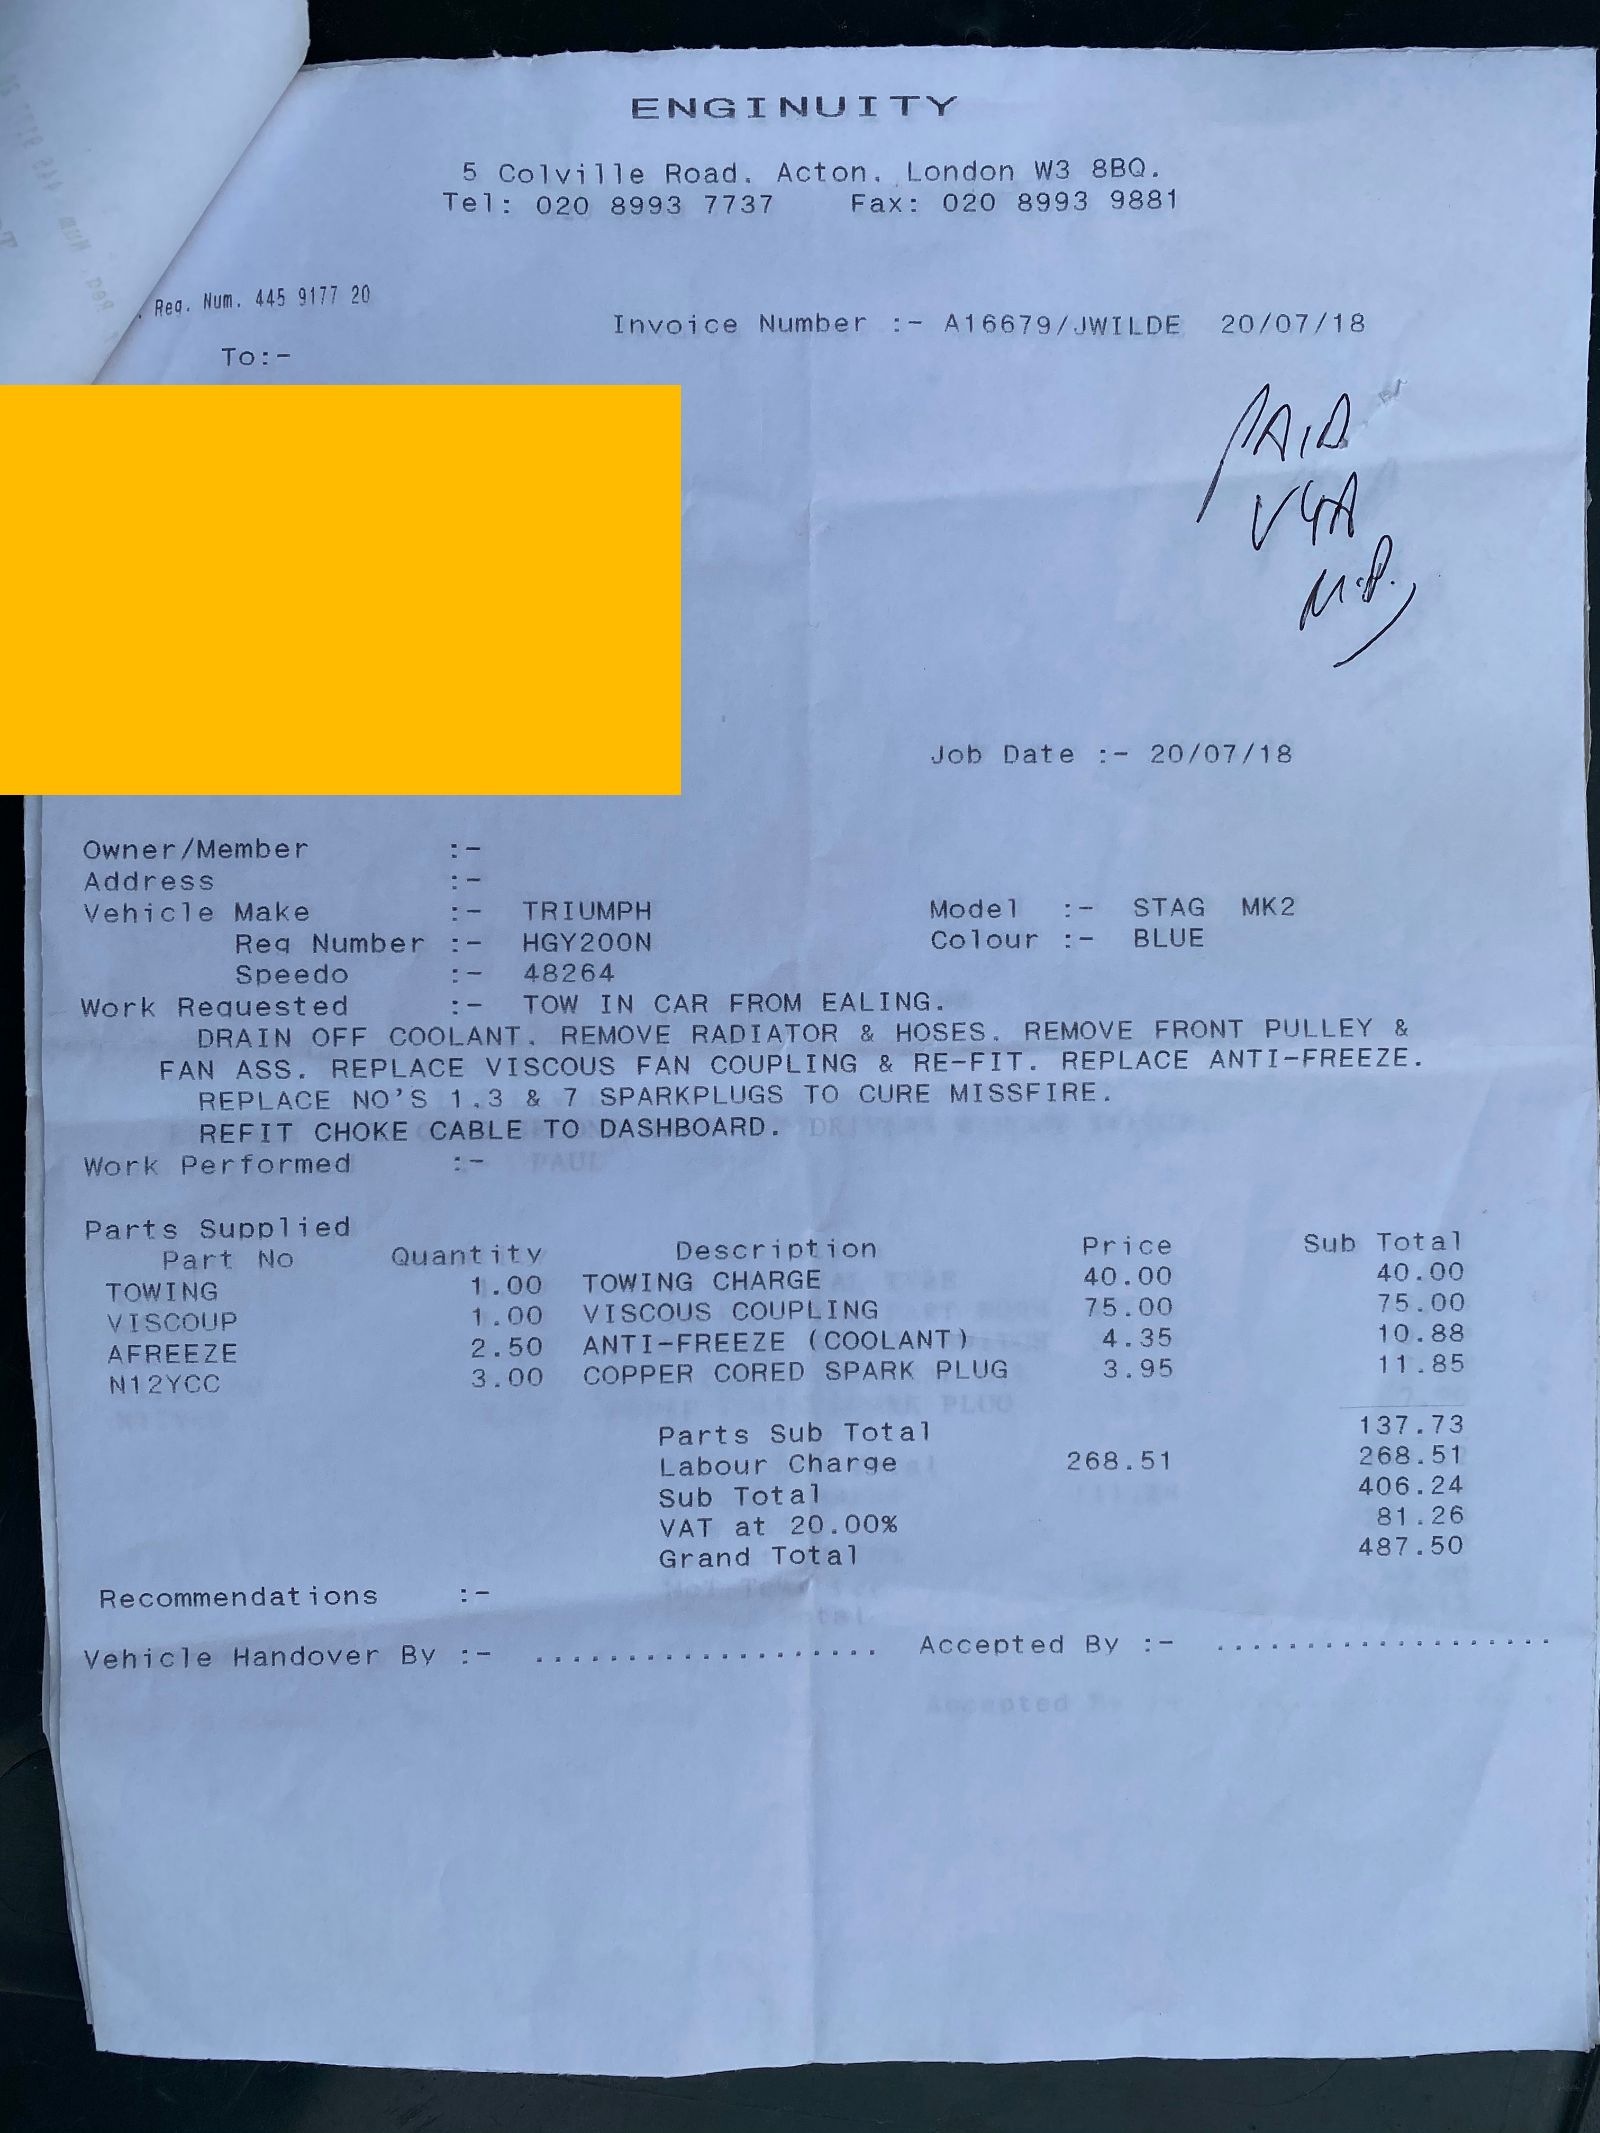 ENGINUITY
5 Colville Road, Acton, London W3 8BQ.
Tel: 020 8993 7737 Fax: 020 8993 9881
Reg. Num. 445 9177 20
Invoice Number :- A16679/JWILDE 20/07/18
To:-
PAID
M.P.
Job Date :- 20/07/18
Owner/Member :-
Address :-
Vehicle Make :- TRIUMPH Model :- STAG MK2
Reg Number :- HGY200N Colour :- BLUE
Speedo :- 48264
Work Requested :- TOW IN CAR FROM EALING.
DRAIN OFF COOLANT, REMOVE RADIATOR & HOSES, REMOVE FRONT PULLEY &
FAN ASS. REPLACE VISCOUS FAN COUPLING & RE-FIT. REPLACE ANTI-FREEZE.
REPLACE NO'S 1,3 & 7 SPARKPLUGS TO CURE MISSFIRE.
REFIT CHOKE CABLE TO DASHBOARD.
Work Performed :-
Parts Supplied
Part No Quantity Description Price Sub Total
TOWING 1.00 TOWING CHARGE 40.00 40.00
VISCOUP 1.00 VISCOUS COUPLING 75.00 75.00
AFREEZE 2.50 ANTI-FREEZE (COOLANT) 4.35 10.88
N12YCC 3.00 COPPER CORED SPARK PLUG 3.95 11.85
Parts Sub Total 137.73
Labour Charge 268.51 268.51
Sub Total 406.24
VAT at 20.00% 81.26
Grand Total 487.50
Recommendations :-
Vehicle Handover By :- ................... Accepted By :- ...................